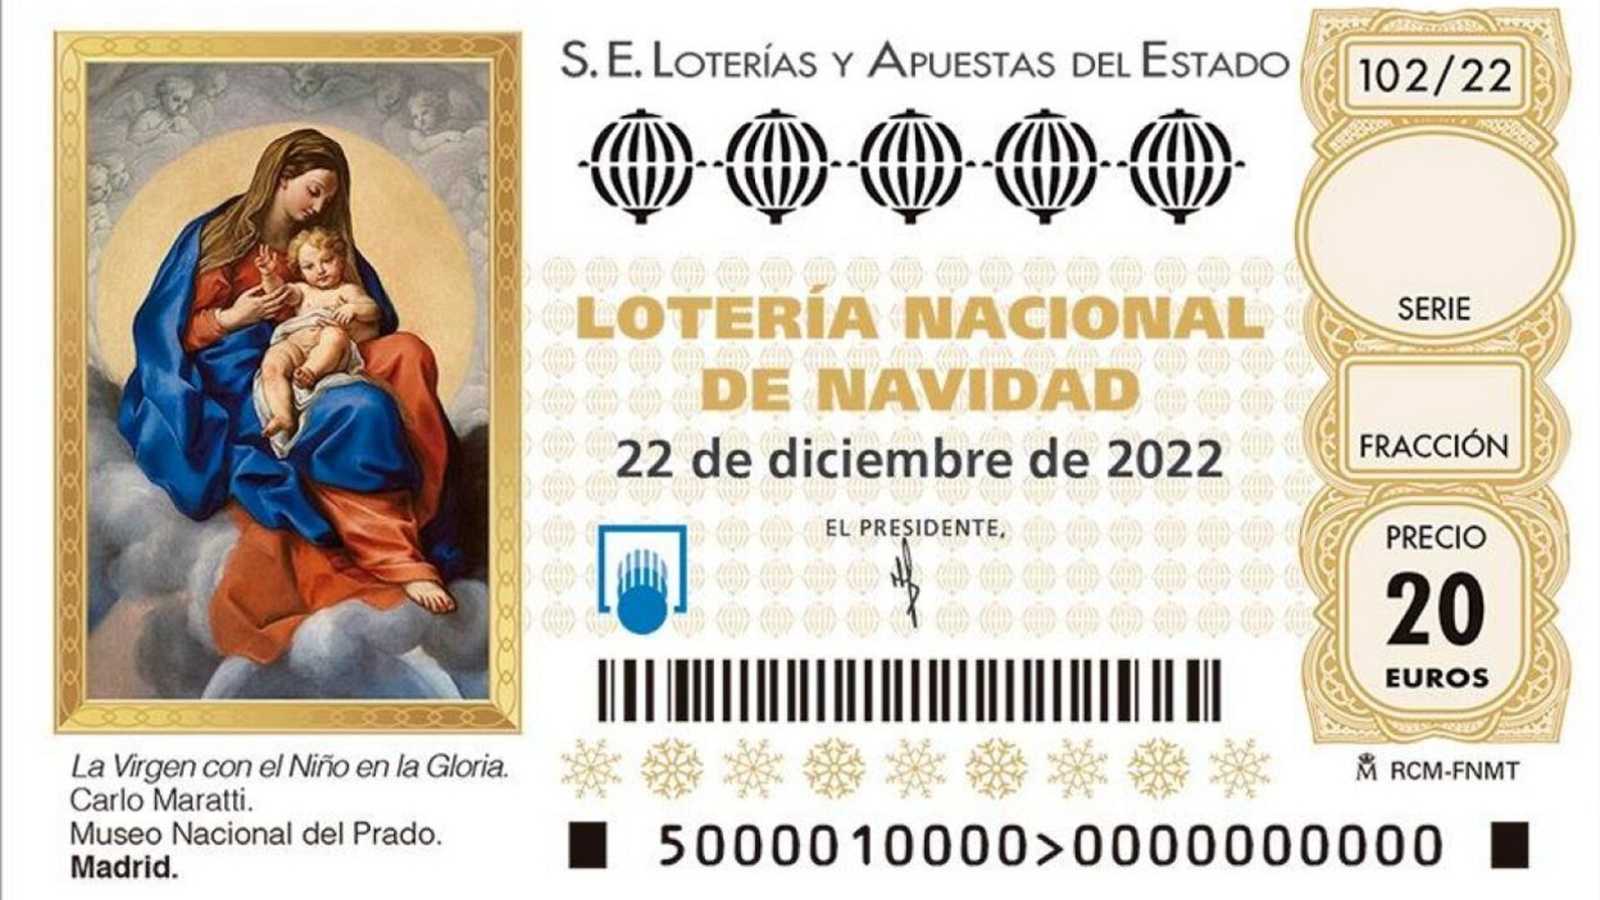 S. E. LOTERÍAS Y APUESTAS DEL ESTADO
102/22
SERIE
LOTERÍA NACIONAL
DE NAVIDAD
22 de diciembre de 2022
FRACCIÓN
EL PRESIDENTE,
PRECIO
20
EUROS
La Virgen con el Niño en la Gloria.
Carlo Maratti.
Museo Nacional del Prado.
Madrid.
RCM-FNMT
5000010000>0000000000